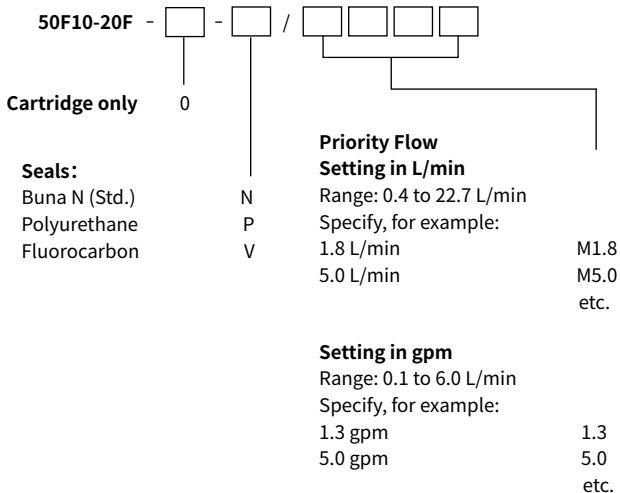 50F10-20F - - /
Cartridge only 0
Seals：
Buna N (Std.) N
Polyurethane P
Fluorocarbon V
Priority Flow
Setting in L/min
Range: 0.4 to 22.7 L/min
Specify, for example:
1.8 L/min M1.8
5.0 L/min M5.0
etc.
Setting in gpm
Range: 0.1 to 6.0 L/min
Specify, for example:
1.3 gpm 1.3
5.0 gpm 5.0
etc.